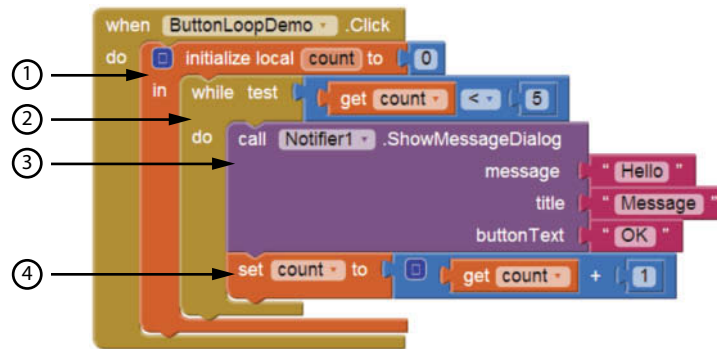 when ButtonLoopDemo .Click
do initialize local count to 0
1
in while test get count < 5
2
do call Notifier1 .ShowMessageDialog
3
message " Hello "
title " Message "
buttonText " OK "
4
set count to get count + 1